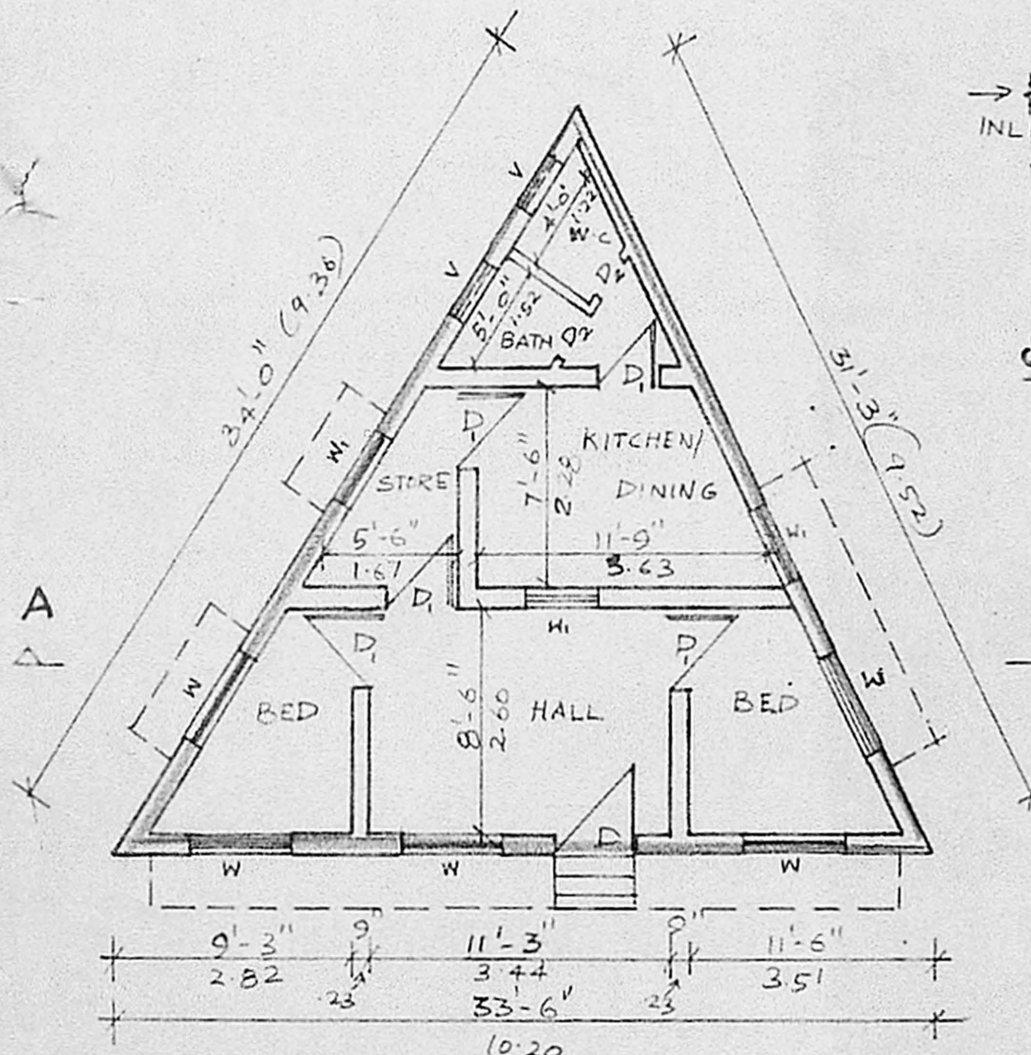 INL
34'-0" (9.36)
31'-3" (9.52)
V
4'-0"
1.22
W.C
D2
V
5'-0"
1.52
BATH D2
D1
W1
D1
STORE
KITCHEN/
DINING
7'-6"
2.28
W1
5'-6"
1.67
11'-9"
3.63
D1
W1
A
D1
D1
W
BED
8'-6"
2.60
HALL
BED
W
D
W
W
W
9'-3"
2.82
9"
.23
11'-3"
3.44
9"
.23
11'-6"
3.51
33'-6"
10.20